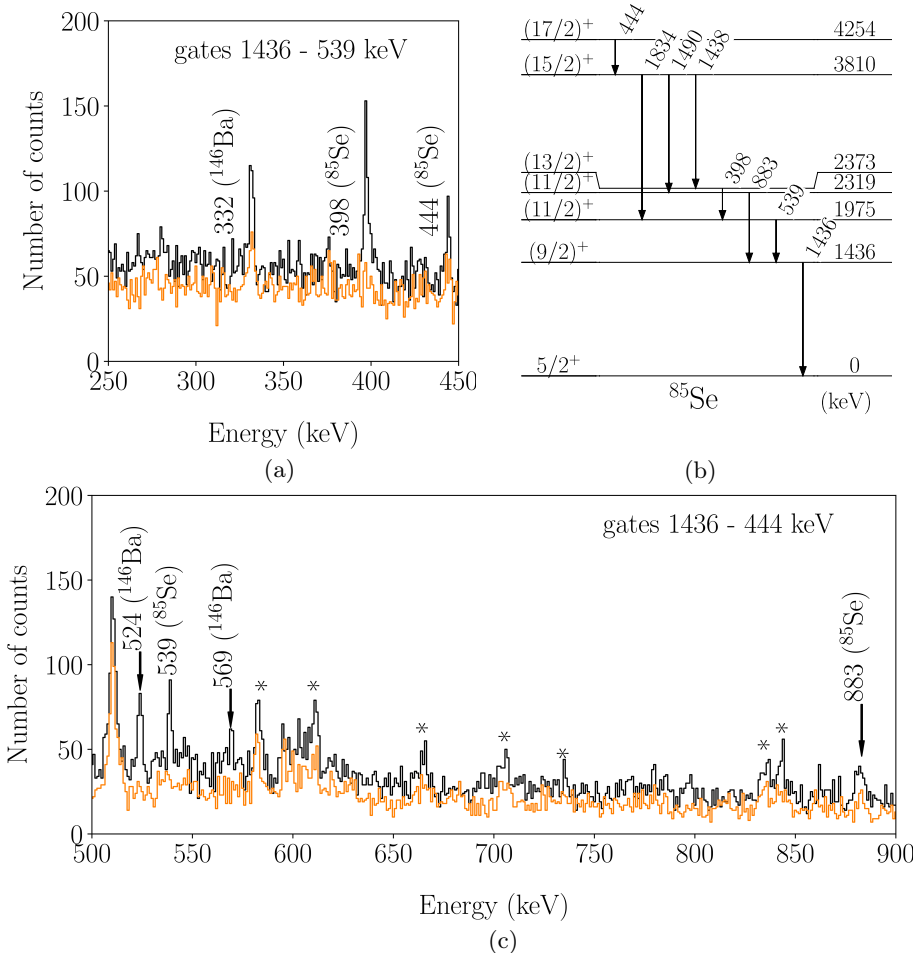 gates 1436 - 539 keV
Number of counts
200
150
100
50
0
332 (¹⁴⁶Ba)
398 (⁸⁵Se)
444 (⁸⁵Se)
250 300 350 400 450
Energy (keV)
(a)
444
1834
1490
1438
(17/2)⁺ 4254
(15/2)⁺ 3810
(13/2)⁺ 398 883 2373
(11/2)⁺ 2319
(11/2)⁺ 539 1975
(9/2)⁺ 1436 1436
5/2⁺ 0
⁸⁵Se (keV)
(b)
gates 1436 - 444 keV
Number of counts
200
150
100
50
0
524 (¹⁴⁶Ba)
539 (⁸⁵Se)
569 (¹⁴⁶Ba)
* * * * * * *
883 (⁸⁵Se)
500 550 600 650 700 750 800 850 900
Energy (keV)
(c)